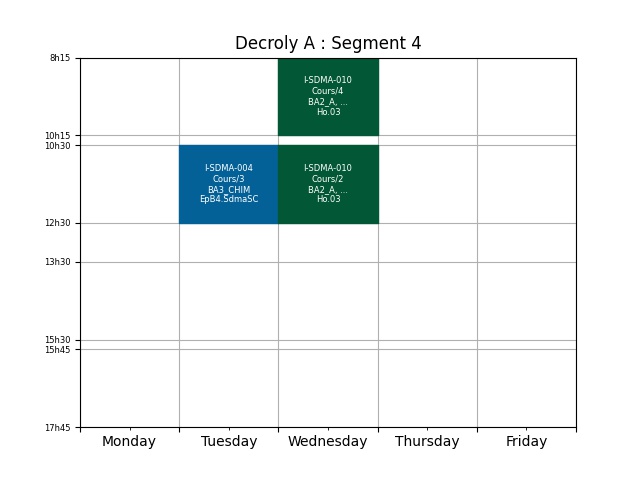 Decroly A : Segment 4
8h15
I-SDMA-010
Cours/4
BA2_A, ...
Ho.03
10h15
10h30
I-SDMA-004
Cours/3
BA3_CHIM
EpB4.SdmaSC
I-SDMA-010
Cours/2
BA2_A, ...
Ho.03
12h30
13h30
15h30
15h45
17h45
Monday Tuesday Wednesday Thursday Friday